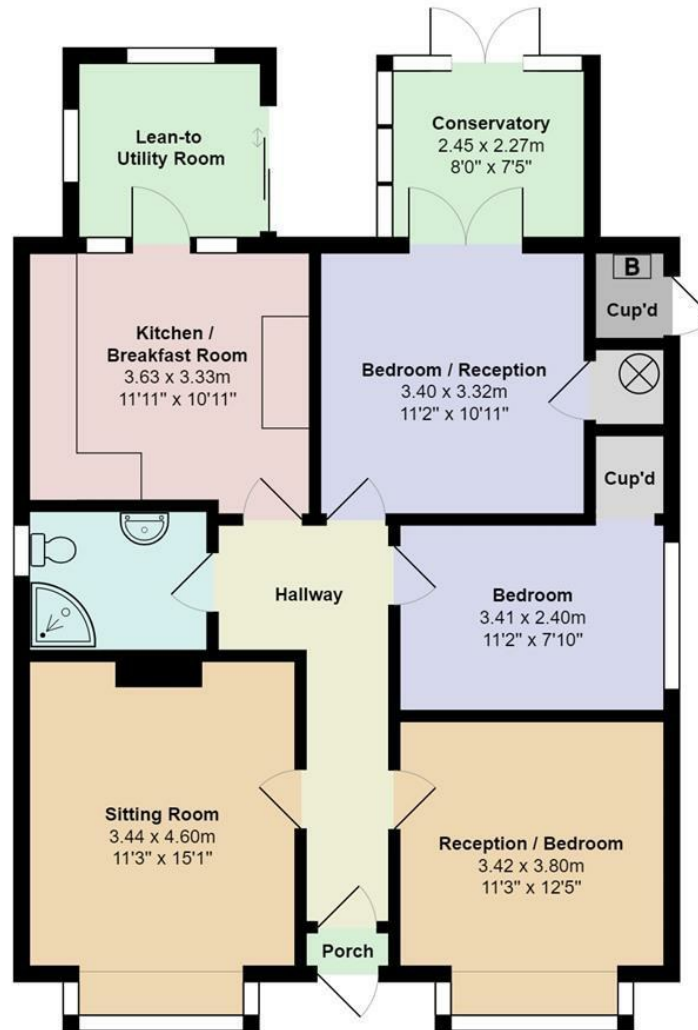 Lean-to
Utility Room
Conservatory
2.45 x 2.27m
8'0" x 7'5"
B
Cup'd
Kitchen /
Breakfast Room
3.63 x 3.33m
11'11" x 10'11"
Bedroom / Reception
3.40 x 3.32m
11'2" x 10'11"
Cup'd
Hallway
Bedroom
3.41 x 2.40m
11'2" x 7'10"
Sitting Room
3.44 x 4.60m
11'3" x 15'1"
Reception / Bedroom
3.42 x 3.80m
11'3" x 12'5"
Porch